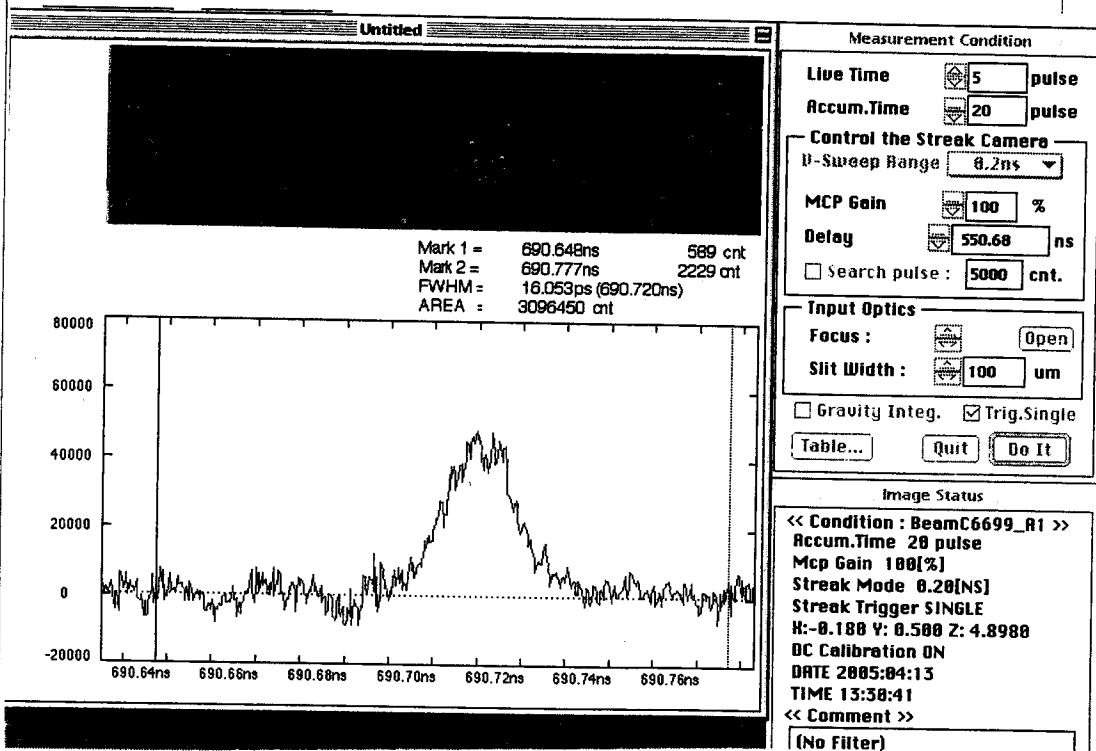 Untitled
Mark 1 = 690.648ns 589 cnt
Mark 2 = 690.777ns 2229 cnt
FWHM = 16.053ps (690.720ns)
AREA = 3096450 cnt
80000
60000
40000
20000
0
-20000
690.64ns 690.66ns 690.68ns 690.70ns 690.72ns 690.74ns 690.76ns
Measurement Condition
Live Time 5 pulse
Accum.Time 20 pulse
Control the Streak Camera
V-Sweep Range 0.2ns
MCP Gain 100 %
Delay 550.68 ns
Search pulse : 5000 cnt.
Input Optics
Focus : Open
Slit Width : 100 um
Gravity Integ. Trig.Single
Table... Quit Do It
Image Status
<< Condition : BeamC6699_A1 >>
Accum.Time 20 pulse
Mcp Gain 100[%]
Streak Mode 0.20[NS]
Streak Trigger SINGLE
X:-0.180 Y: 0.500 Z: 4.8980
DC Calibration ON
DATE 2005:04:13
TIME 13:30:41
<< Comment >>
(No Filter)